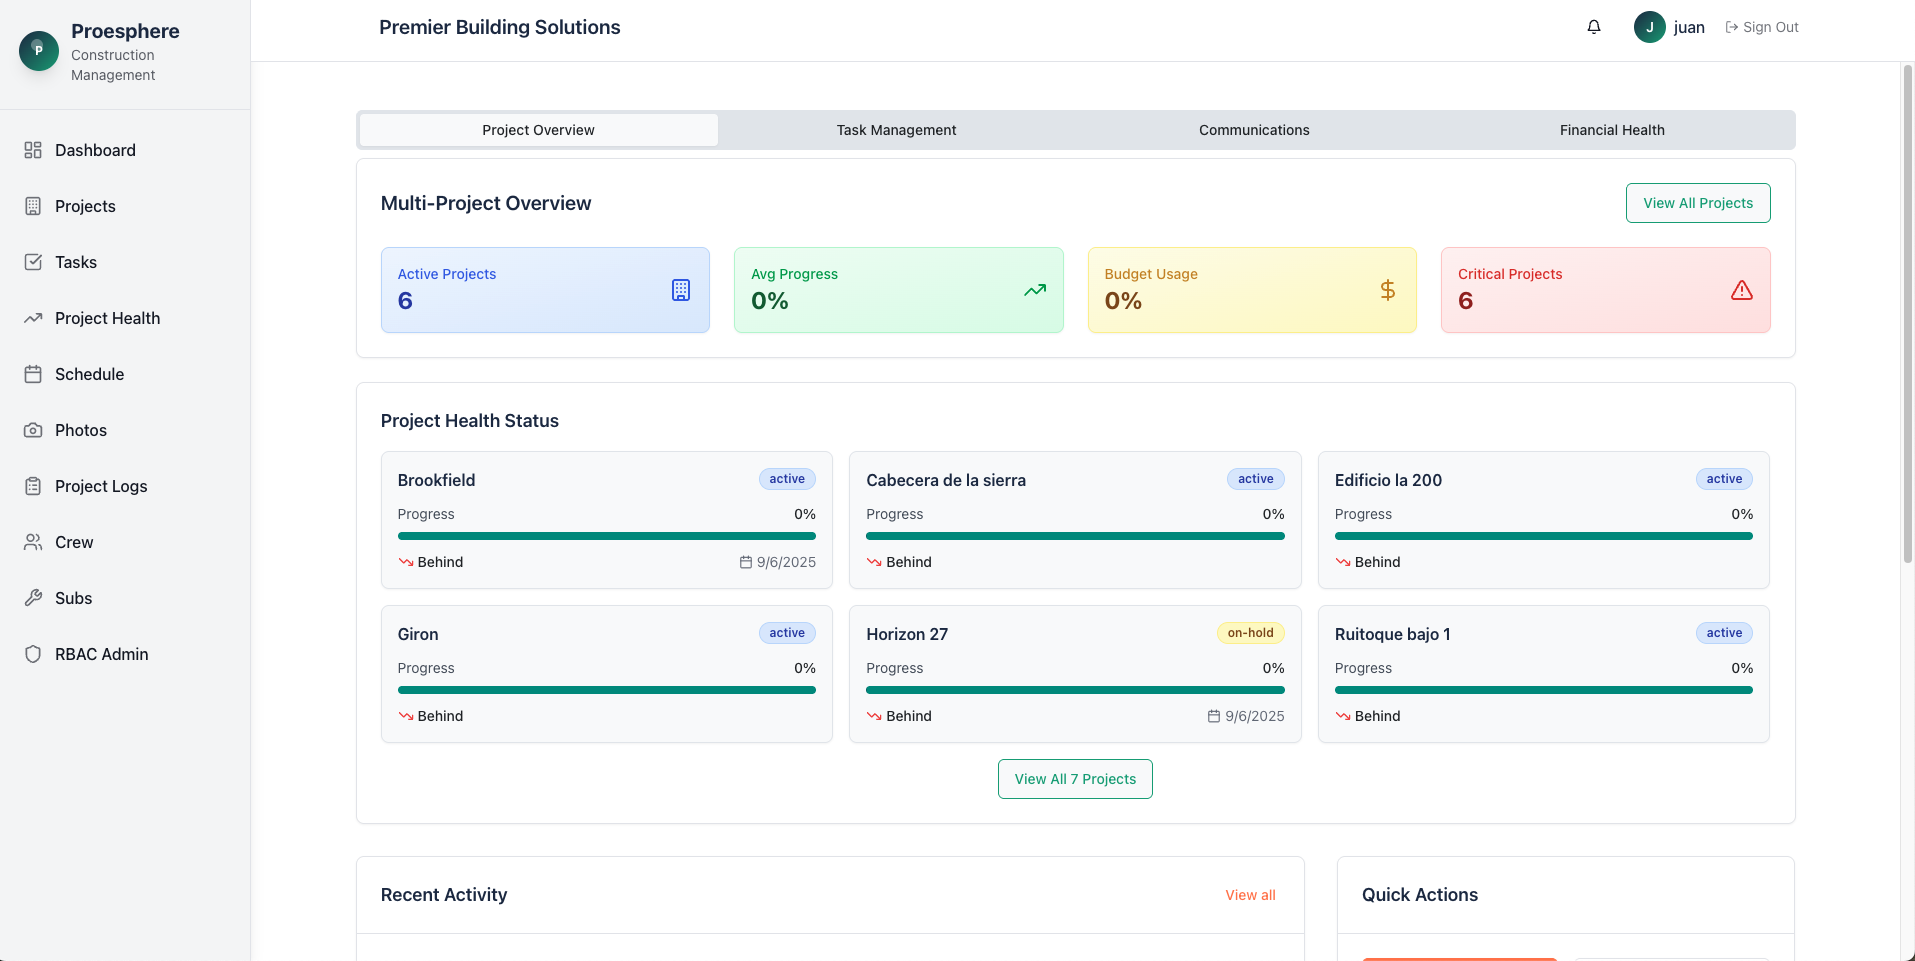 P
Proesphere
Construction
Management
Dashboard
Projects
Tasks
Project Health
Schedule
Photos
Project Logs
Crew
Subs
RBAC Admin
Premier Building Solutions
J
juan
Sign Out
Project Overview
Task Management
Communications
Financial Health
Multi-Project Overview
View All Projects
Active Projects
6
Avg Progress
0%
Budget Usage
0%
$
Critical Projects
6
Project Health Status
Brookfield
active
Progress
0%
Behind
9/6/2025
Cabecera de la sierra
active
Progress
0%
Behind
Edificio la 200
active
Progress
0%
Behind
Giron
active
Progress
0%
Behind
Horizon 27
on-hold
Progress
0%
Behind
9/6/2025
Ruitoque bajo 1
active
Progress
0%
Behind
View All 7 Projects
Recent Activity
View all
Quick Actions